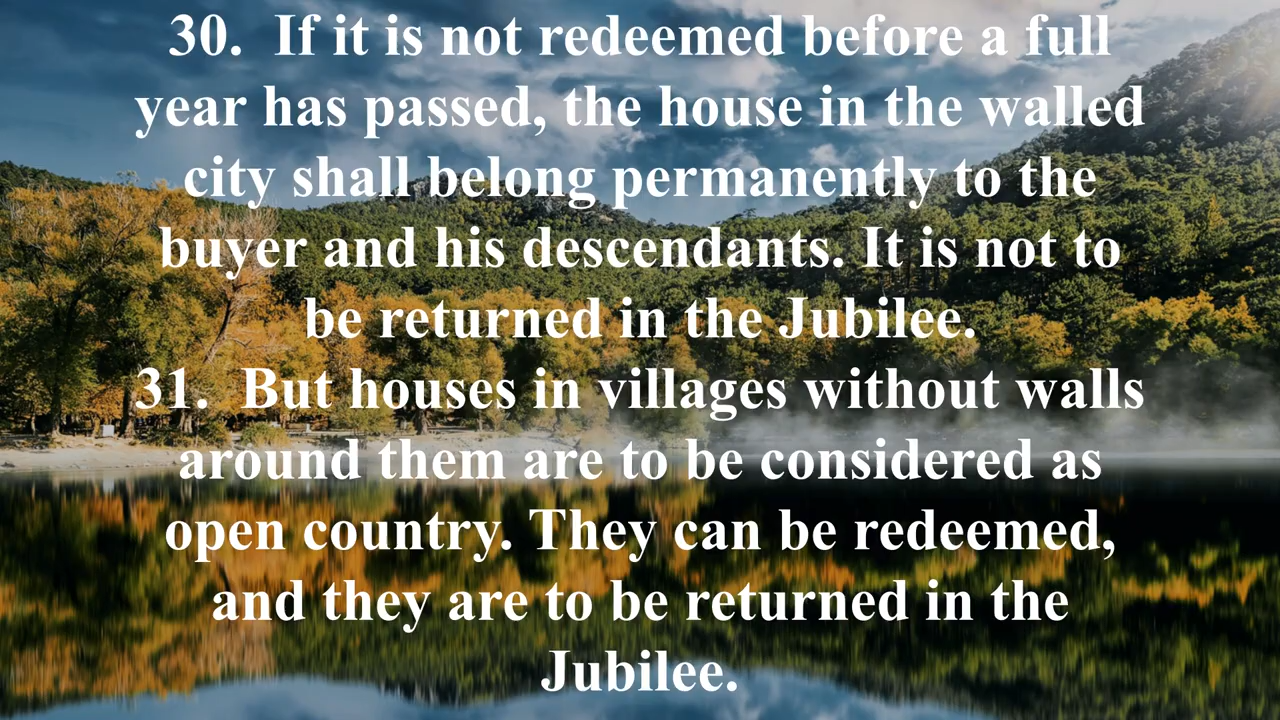 30.  If it is not redeemed before a full
year has passed, the house in the walled
city shall belong permanently to the
buyer and his descendants. It is not to
be returned in the Jubilee.
31.  But houses in villages without walls
around them are to be considered as
open country. They can be redeemed,
and they are to be returned in the
Jubilee.